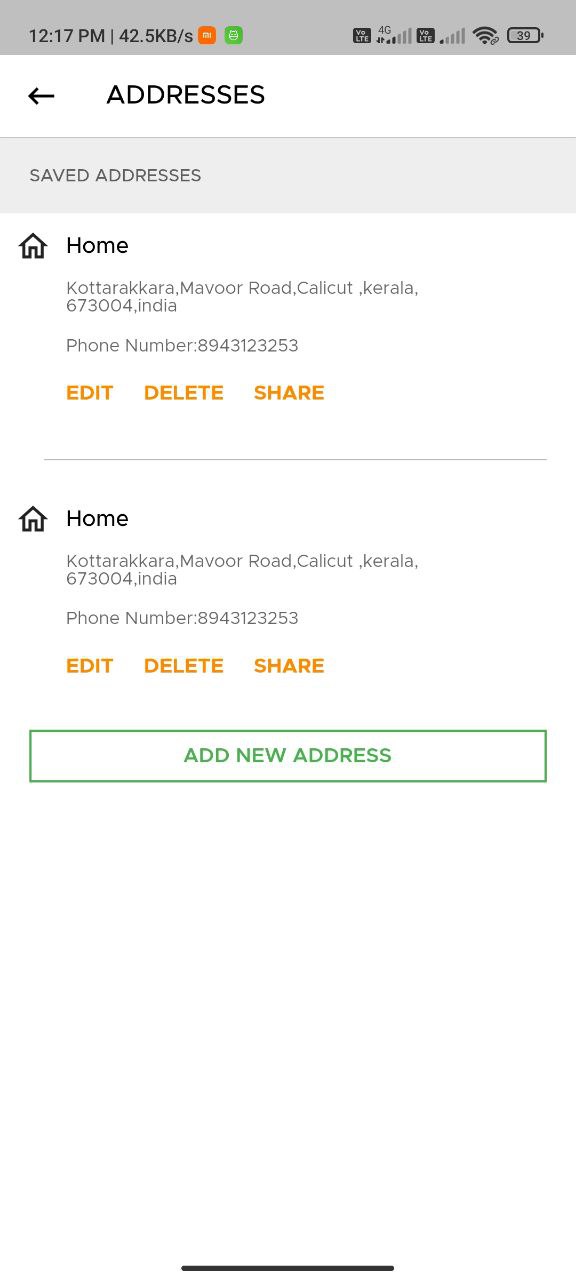 12:17 PM | 42.5KB/s
Vo LTE 4G Vo LTE 39
ADDRESSES
SAVED ADDRESSES
Home
Kottarakkara,Mavoor Road,Calicut ,kerala,
673004,india
Phone Number:8943123253
EDIT DELETE SHARE
Home
Kottarakkara,Mavoor Road,Calicut ,kerala,
673004,india
Phone Number:8943123253
EDIT DELETE SHARE
ADD NEW ADDRESS